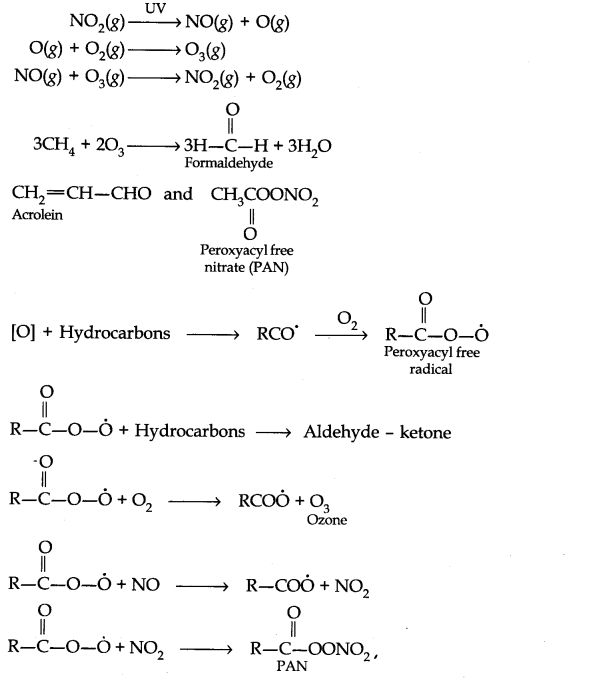 UV
NO₂(g) ⟶ NO(g) + O(g)
O(g) + O₂(g) ⟶ O₃(g)
NO(g) + O₃(g) ⟶ NO₂(g) + O₂(g)
O
||
3CH₄ + 2O₃ ⟶ 3H—C—H + 3H₂O
Formaldehyde
CH₂=CH—CHO and CH₃COONO₂
Acrolein
||
O
Peroxyacyl free
nitrate (PAN)
O
||
[O] + Hydrocarbons ⟶ RCO• O₂ ⟶ R—C—O—Ȯ
Peroxyacyl free
radical
O
||
R—C—O—Ȯ + Hydrocarbons ⟶ Aldehyde – ketone
·O
||
R—C—O—Ȯ + O₂ ⟶ RCOȮ + O₃
Ozone
O
||
R—C—O—Ȯ + NO ⟶ R—COȮ + NO₂
O O
|| ||
R—C—O—Ȯ + NO₂ ⟶ R—C—OONO₂,
PAN